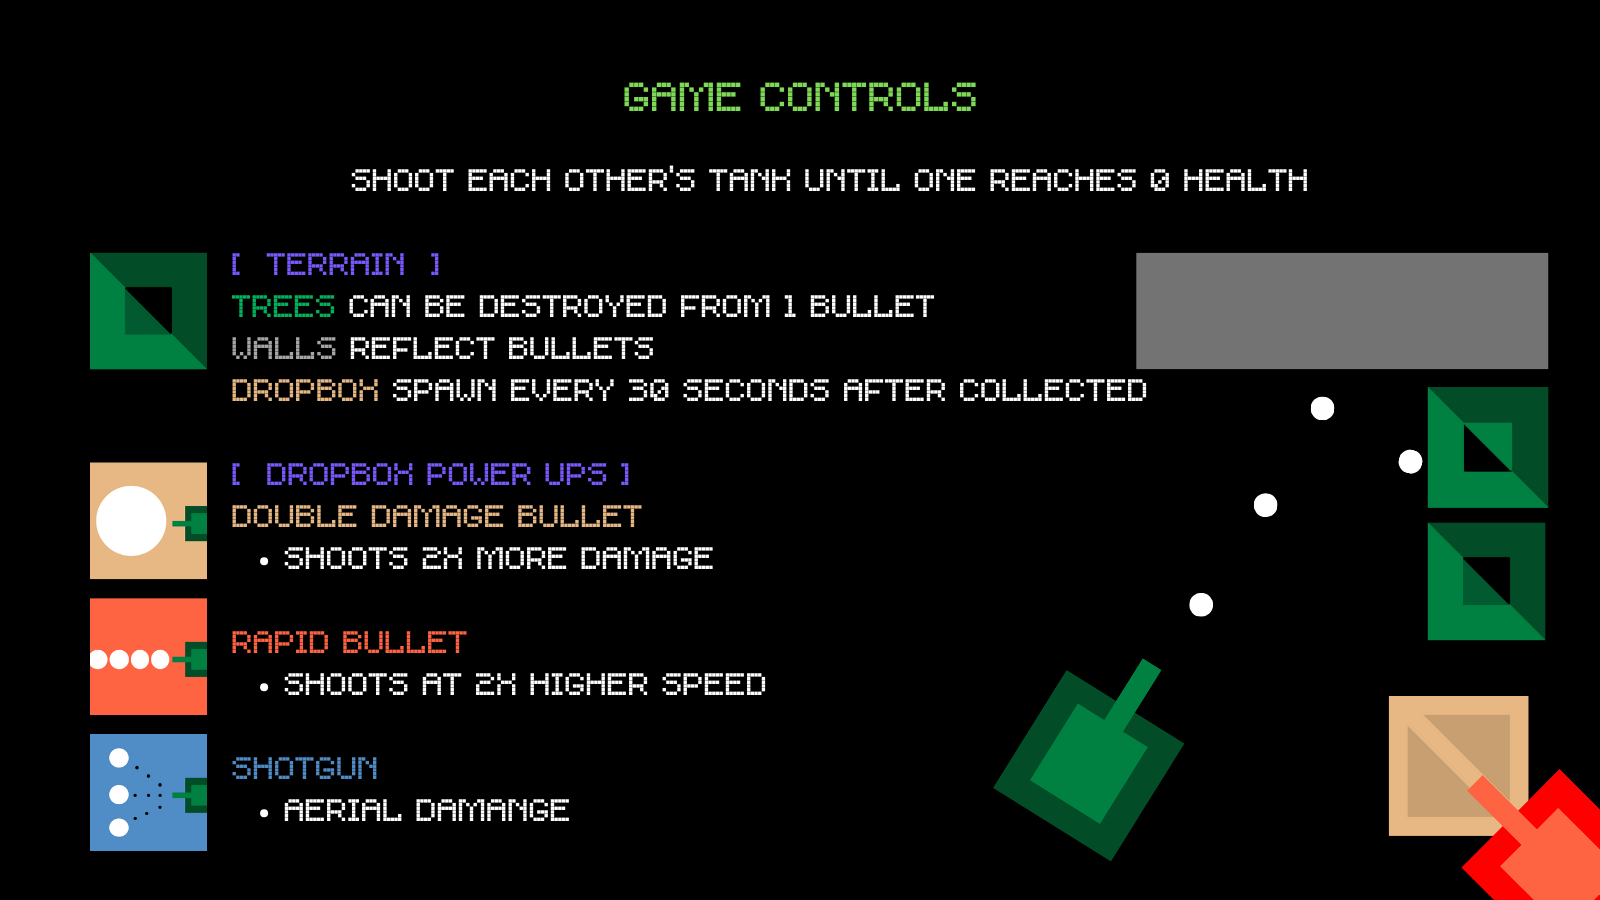 GAME CONTROLS
SHOOT EACH OTHER'S TANK UNTIL ONE REACHES 0 HEALTH
[ TERRAIN ]
TREES CAN BE DESTROYED FROM 1 BULLET
WALLS REFLECT BULLETS
DROPBOX SPAWN EVERY 30 SECONDS AFTER COLLECTED
[ DROPBOX POWER UPS ]
DOUBLE DAMAGE BULLET
• SHOOTS 2X MORE DAMAGE
RAPID BULLET
• SHOOTS AT 2X HIGHER SPEED
SHOTGUN
• AERIAL DAMANGE